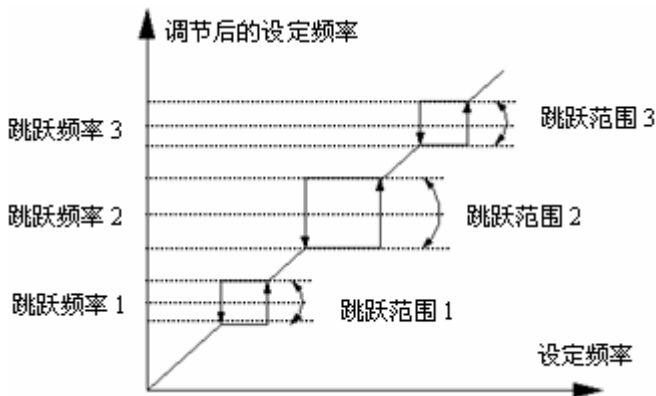 调节后的设定频率
跳跃频率 3
跳跃范围 3
跳跃频率 2
跳跃范围 2
跳跃频率 1
跳跃范围 1
设定频率